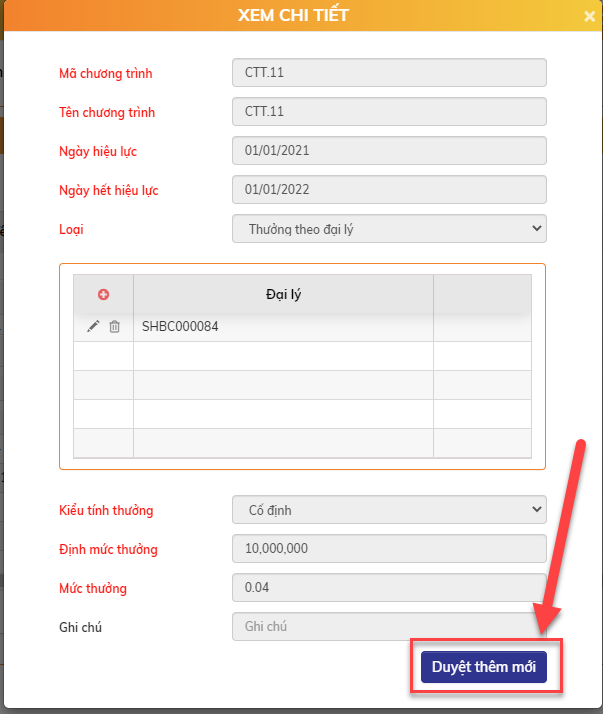 XEM CHI TIẾT ×
Mã chương trình CTT.11
Tên chương trình CTT.11
Ngày hiệu lực 01/01/2021
Ngày hết hiệu lực 01/01/2022
Loại Thưởng theo đại lý
Đại lý
SHBC000084
Kiểu tính thưởng Cố định
Định mức thưởng 10,000,000
Mức thưởng 0.04
Ghi chú Ghi chú
Duyệt thêm mới